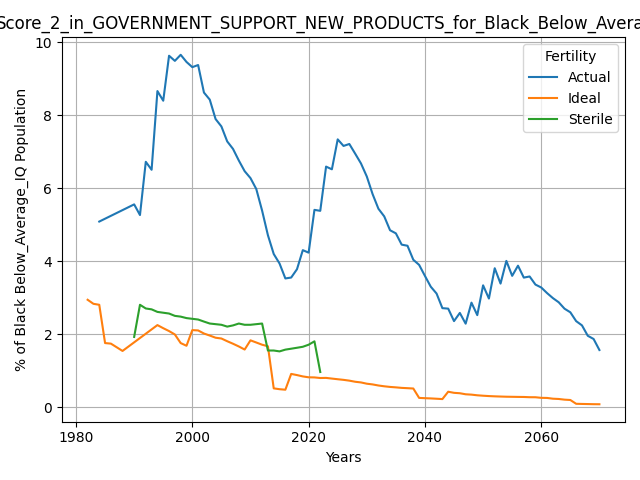 Score_2_in_GOVERNMENT_SUPPORT_NEW_PRODUCTS_for_Black_Below_Avera
Fertility
Actual
Ideal
Sterile
% of Black Below_Average_IQ Population
10
8
6
4
2
0
1980 2000 2020 2040 2060
Years